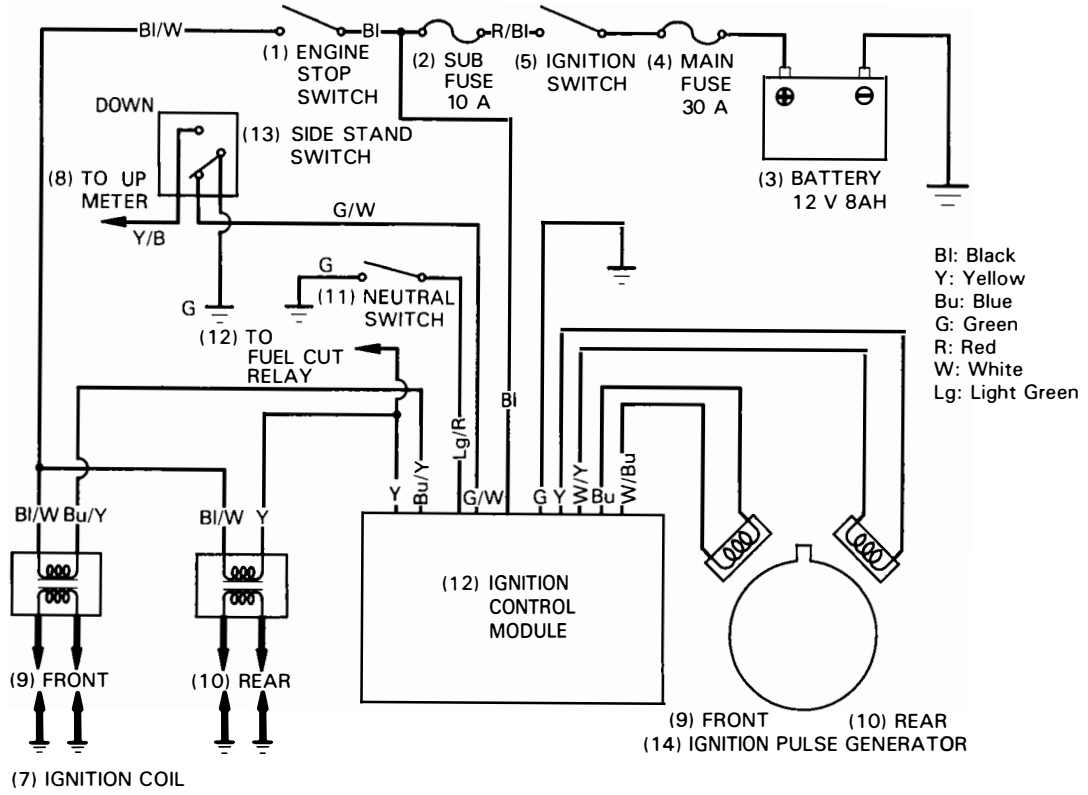 Bl/W
Bl
R/Bl
(1) ENGINE
STOP
SWITCH
(2) SUB
FUSE
10 A
(5) IGNITION
SWITCH
(4) MAIN
FUSE
30 A
DOWN
(13) SIDE STAND
SWITCH
(3) BATTERY
12 V 8AH
(8) TO UP
METER
Y/B
G/W
G
G
(11) NEUTRAL
SWITCH
(12) TO
FUEL CUT
RELAY
Bl: Black
Y: Yellow
Bu: Blue
G: Green
R: Red
W: White
Lg: Light Green
Bl
Lg/R
Y
Bu/Y
G/W
G
Y
W/Y
Bu
W/Bu
Bl/W
Bu/Y
Bl/W
Y
(12) IGNITION
CONTROL
MODULE
(9) FRONT
(10) REAR
(9) FRONT
(10) REAR
(14) IGNITION PULSE GENERATOR
(7) IGNITION COIL